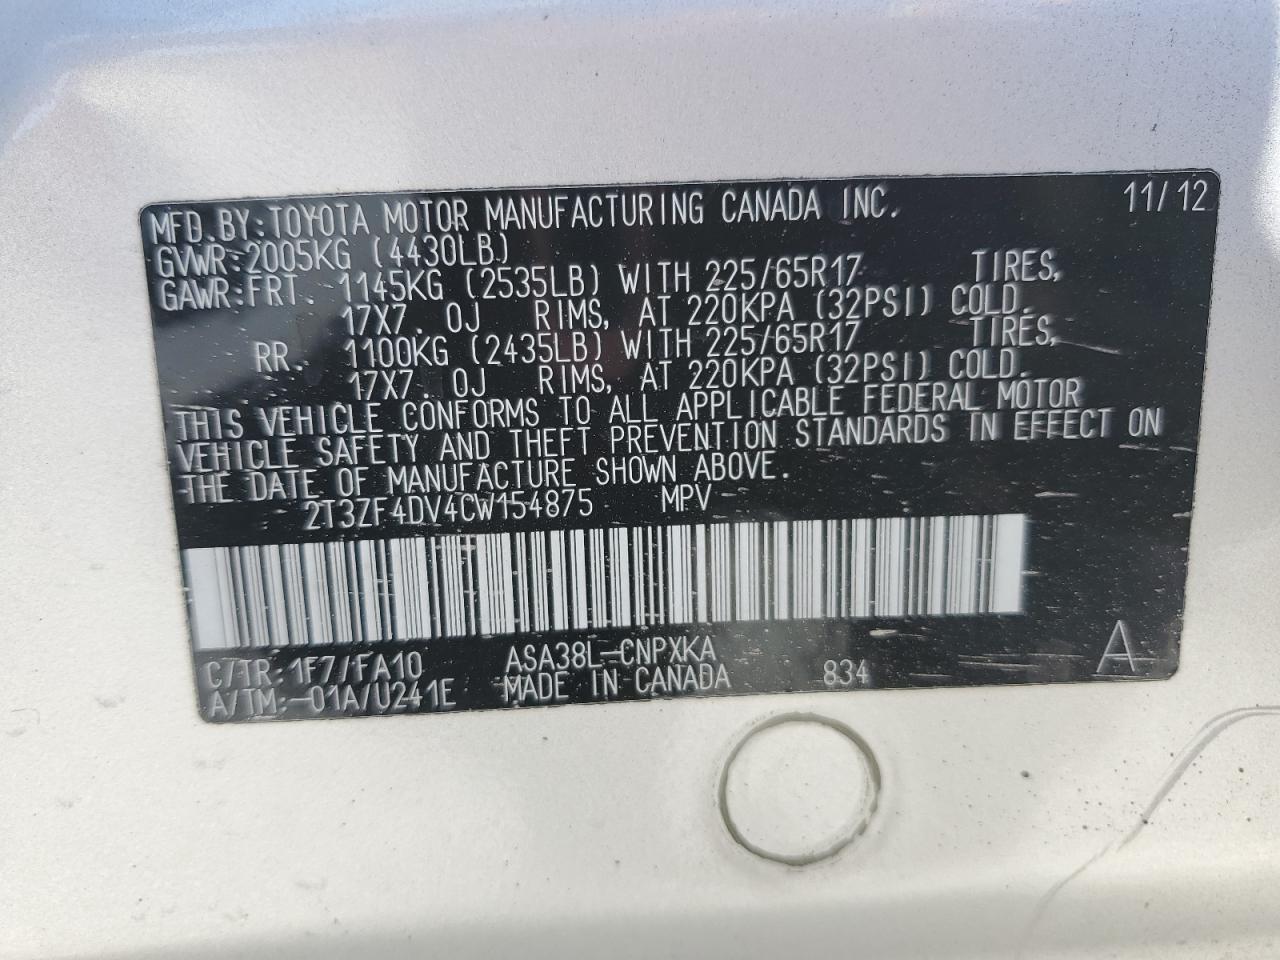 MFD. BY: TOYOTA MOTOR MANUFACTURING CANADA INC. 11/12
GVWR: 2005KG (4430LB)
GAWR: FRT. 1145KG (2535LB) WITH 225/65R17 TIRES,
17X7. 0J RIMS, AT 220KPA (32PSI) COLD.
RR. 1100KG (2435LB) WITH 225/65R17 TIRES,
17X7. 0J RIMS, AT 220KPA (32PSI) COLD.
THIS VEHICLE CONFORMS TO ALL APPLICABLE FEDERAL MOTOR
VEHICLE SAFETY AND THEFT PREVENTION STANDARDS IN EFFECT ON
THE DATE OF MANUFACTURE SHOWN ABOVE.
2T3ZF4DV4CW154875 MPV
C/TR: 1F7/FA10 ASA38L-CNPXKA A
A/TM: -01A/U241E MADE IN CANADA 834